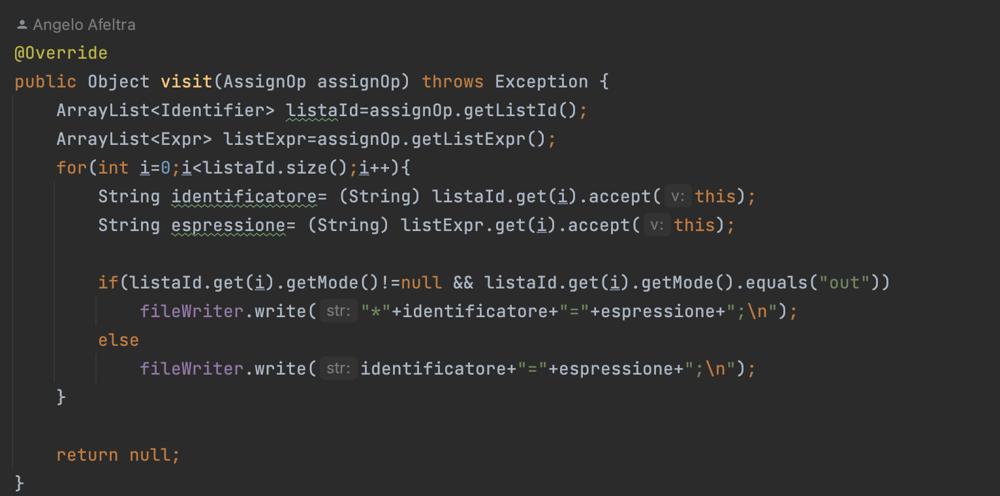 Angelo Afeltra
@Override
public Object visit(AssignOp assignOp) throws Exception {
    ArrayList<Identifier> listaId=assignOp.getListId();
    ArrayList<Expr> listExpr=assignOp.getListExpr();
    for(int i=0;i<listaId.size();i++){
        String identificatore= (String) listaId.get(i).accept( v: this);
        String espressione= (String) listExpr.get(i).accept( v: this);
        if(listaId.get(i).getMode()!=null && listaId.get(i).getMode().equals("out"))
            fileWriter.write( str: "*"+identificatore+"="+espressione+";\n");
        else
            fileWriter.write( str: identificatore+"="+espressione+";\n");
    }
    return null;
}